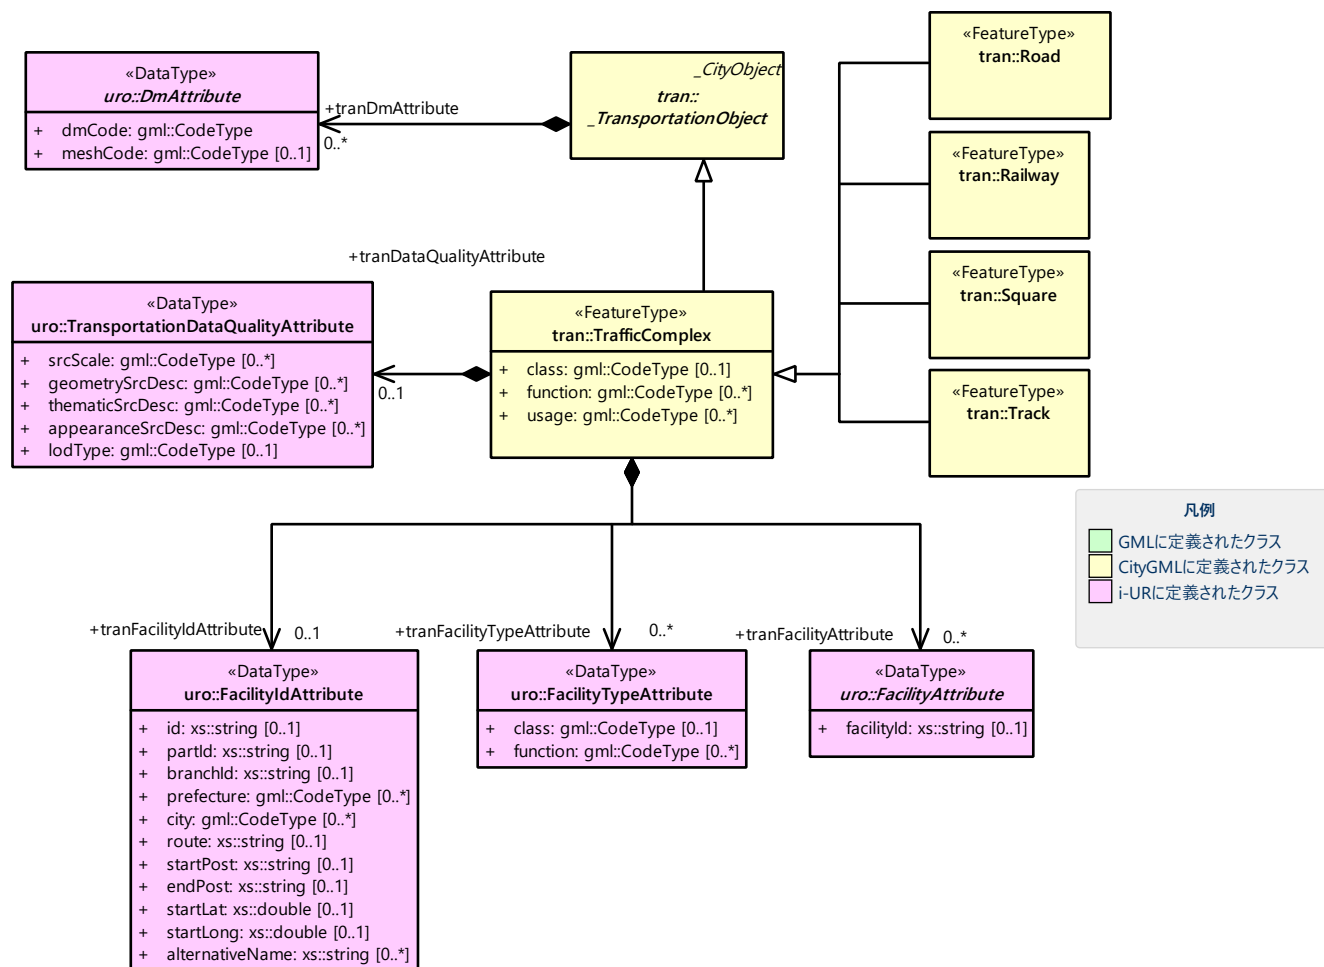 «DataType»
uro::DmAttribute
+ dmCode: gml::CodeType
+ meshCode: gml::CodeType [0..1]
+tranDmAttribute
0..*
_CityObject
tran::
_TransportationObject
«FeatureType»
tran::Road
«FeatureType»
tran::Railway
«FeatureType»
tran::Square
«FeatureType»
tran::Track
+tranDataQualityAttribute
0..1
«DataType»
uro::TransportationDataQualityAttribute
+ srcScale: gml::CodeType [0..*]
+ geometrySrcDesc: gml::CodeType [0..*]
+ thematicSrcDesc: gml::CodeType [0..*]
+ appearanceSrcDesc: gml::CodeType [0..*]
+ lodType: gml::CodeType [0..1]
«FeatureType»
tran::TrafficComplex
+ class: gml::CodeType [0..1]
+ function: gml::CodeType [0..*]
+ usage: gml::CodeType [0..*]
凡例
GMLに定義されたクラス
CityGMLに定義されたクラス
i-URに定義されたクラス
+tranFacilityIdAttribute
0..1
+tranFacilityTypeAttribute
0..*
+tranFacilityAttribute
0..*
«DataType»
uro::FacilityIdAttribute
+ id: xs::string [0..1]
+ partId: xs::string [0..1]
+ branchId: xs::string [0..1]
+ prefecture: gml::CodeType [0..*]
+ city: gml::CodeType [0..*]
+ route: xs::string [0..1]
+ startPost: xs::string [0..1]
+ endPost: xs::string [0..1]
+ startLat: xs::double [0..1]
+ startLong: xs::double [0..1]
+ alternativeName: xs::string [0..*]
«DataType»
uro::FacilityTypeAttribute
+ class: gml::CodeType [0..1]
+ function: gml::CodeType [0..*]
«DataType»
uro::FacilityAttribute
+ facilityId: xs::string [0..1]